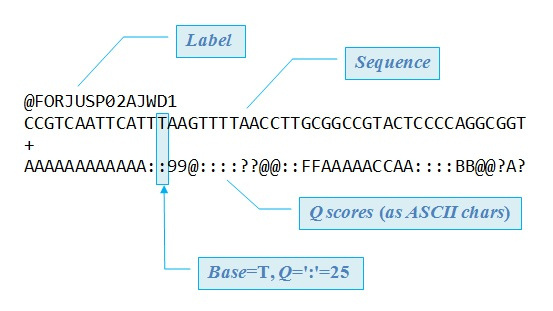 Label
Sequence
@FORJUSP02AJWD1
CCGTCAATTCATTTAAGTTTTAACCTTGCGGCCGTACTCCCCAGGCGGT
+
AAAAAAAAAAAA::99@::::??@@::FFAAAAACCAA::::BB@@?A?
Q scores (as ASCII chars)
Base=T, Q=':'=25